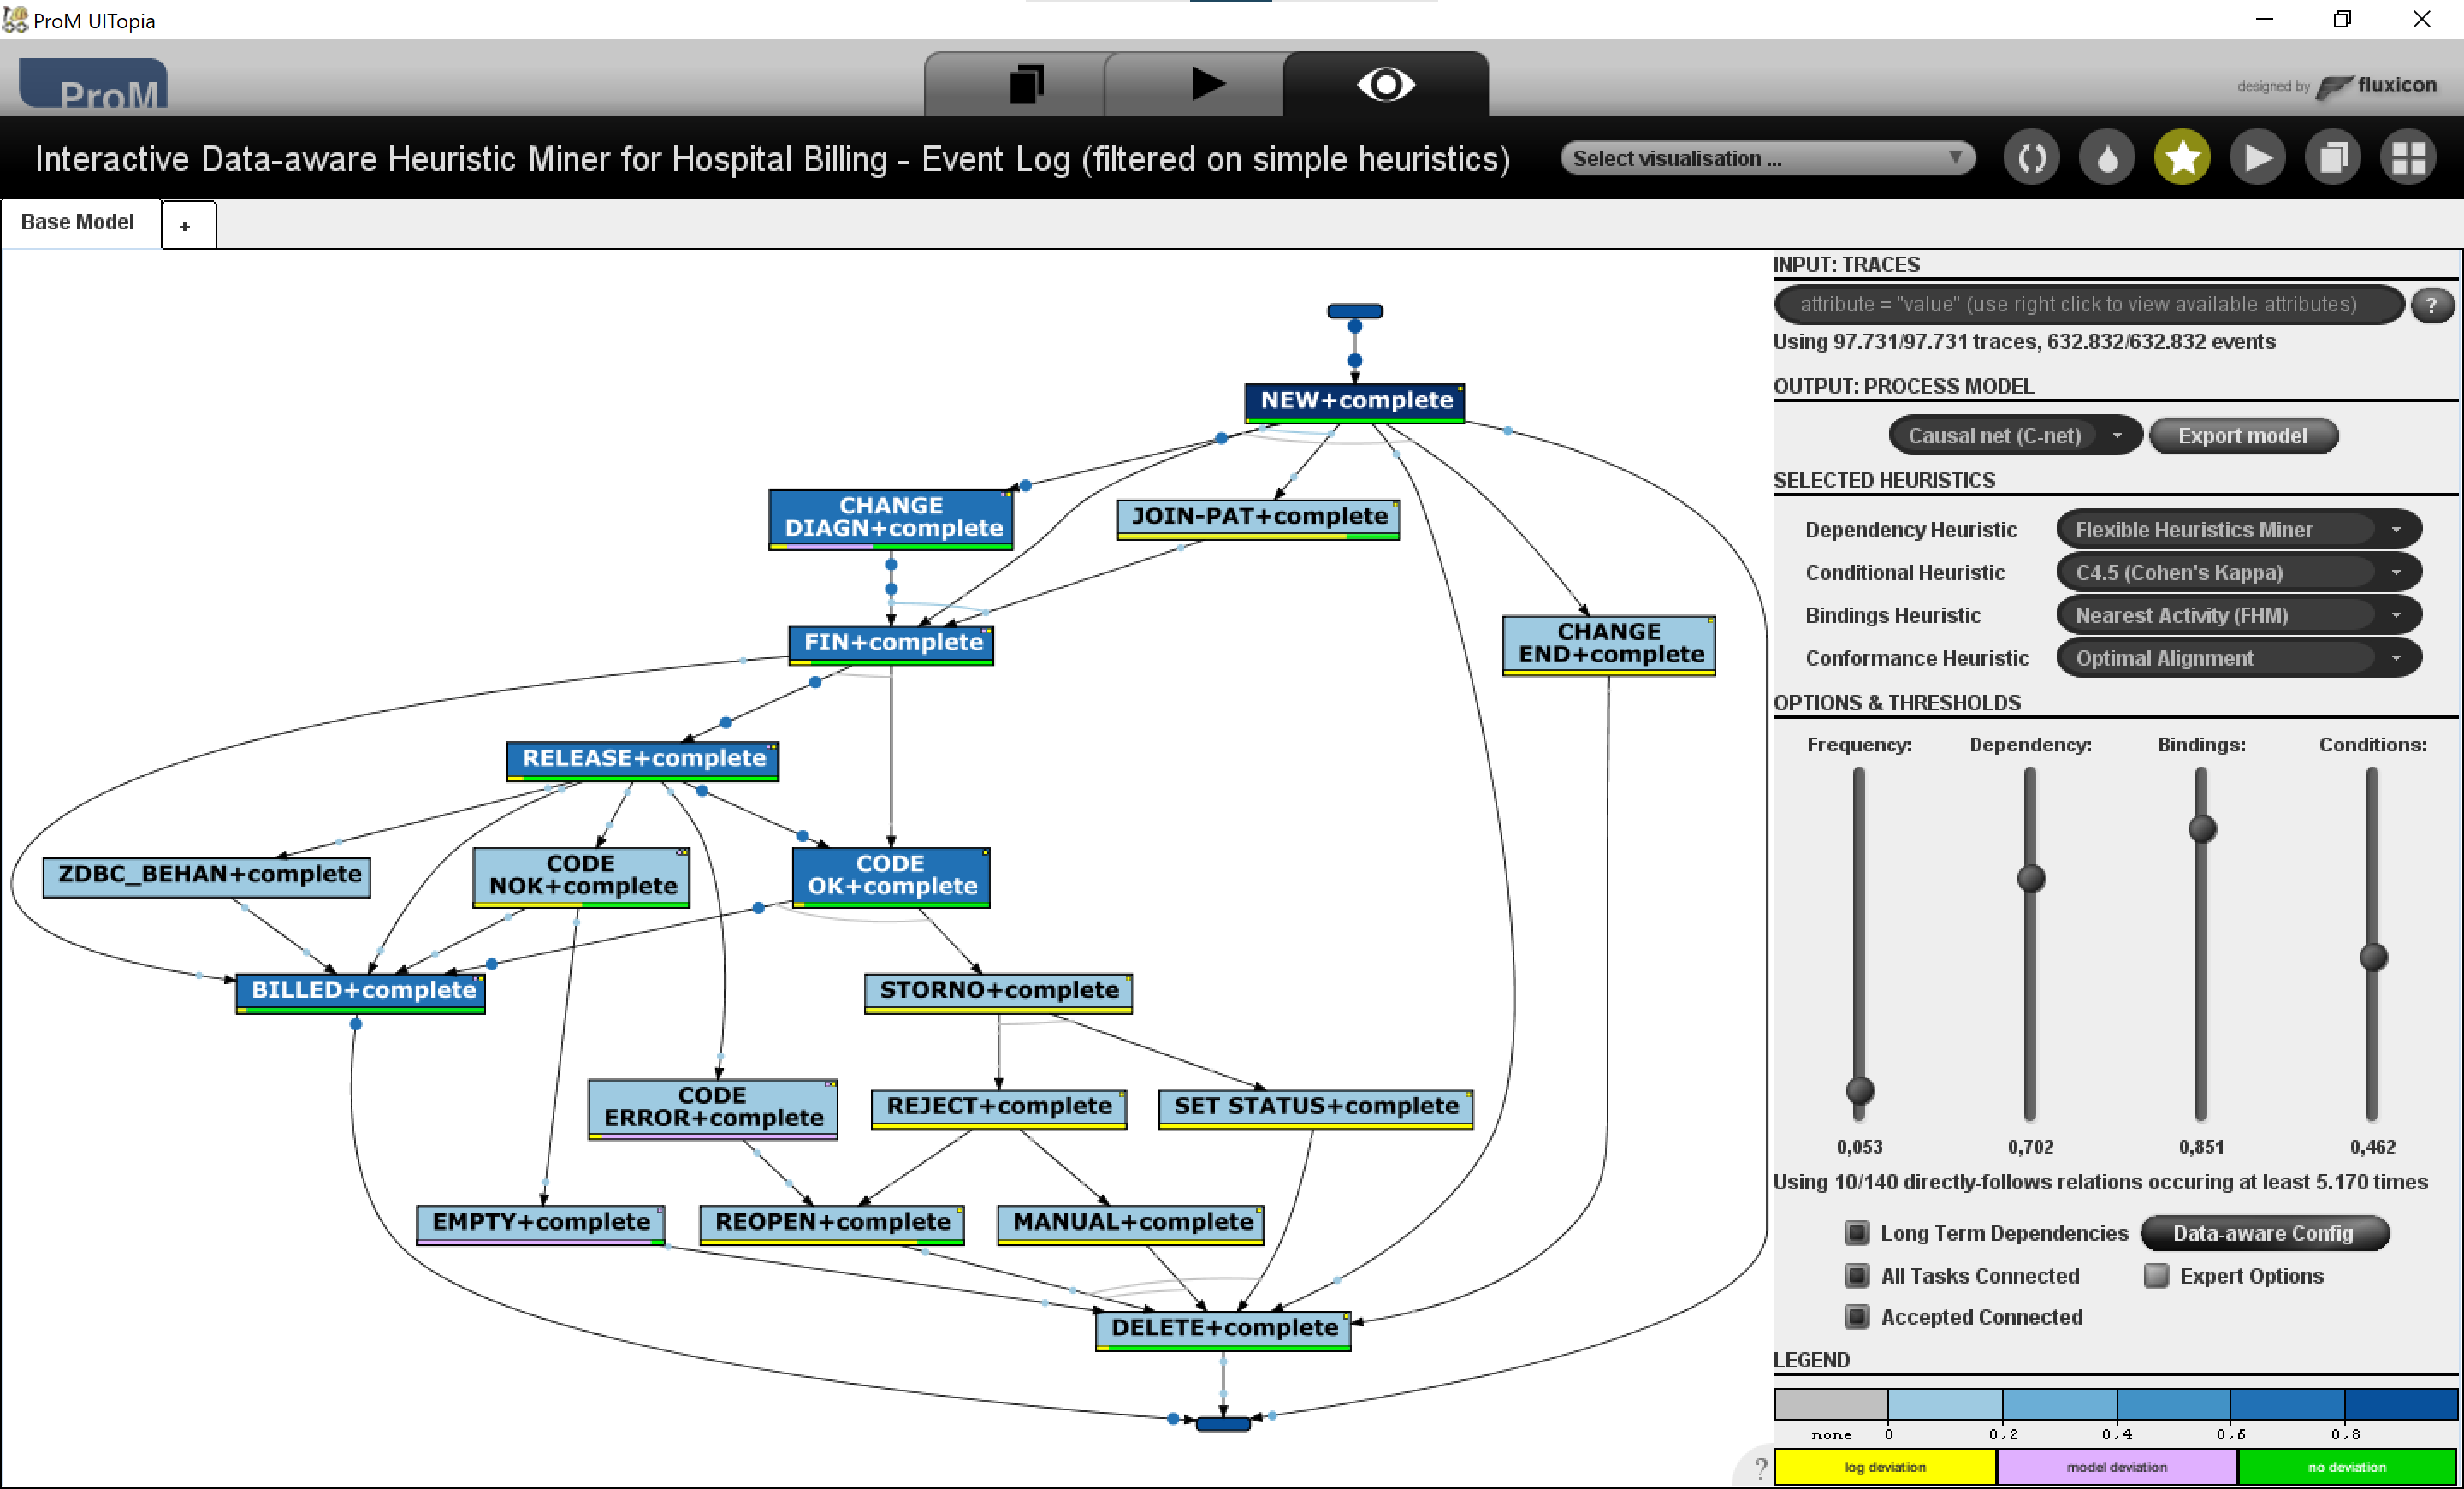 ProM UITopia
ProM
designed by fluxicon
Interactive Data-aware Heuristic Miner for Hospital Billing - Event Log (filtered on simple heuristics)
Select visualisation ...
Base Model
+
NEW+complete
CHANGE
DIAGN+complete
JOIN-PAT+complete
FIN+complete
CHANGE
END+complete
RELEASE+complete
ZDBC_BEHAN+complete
CODE
NOK+complete
CODE
OK+complete
BILLED+complete
STORNO+complete
CODE
ERROR+complete
REJECT+complete
SET STATUS+complete
EMPTY+complete
REOPEN+complete
MANUAL+complete
DELETE+complete
?
INPUT: TRACES
attribute = "value" (use right click to view available attributes)
?
Using 97.731/97.731 traces, 632.832/632.832 events
OUTPUT: PROCESS MODEL
Causal net (C-net)
Export model
SELECTED HEURISTICS
Dependency Heuristic Flexible Heuristics Miner
Conditional Heuristic C4.5 (Cohen's Kappa)
Bindings Heuristic Nearest Activity (FHM)
Conformance Heuristic Optimal Alignment
OPTIONS & THRESHOLDS
Frequency: Dependency: Bindings: Conditions:
0,053 0,702 0,851 0,462
Using 10/140 directly-follows relations occuring at least 5.170 times
Long Term Dependencies
Data-aware Config
All Tasks Connected
Expert Options
Accepted Connected
LEGEND
none 0 0.2 0.4 0.6 0.8
log deviation model deviation no deviation